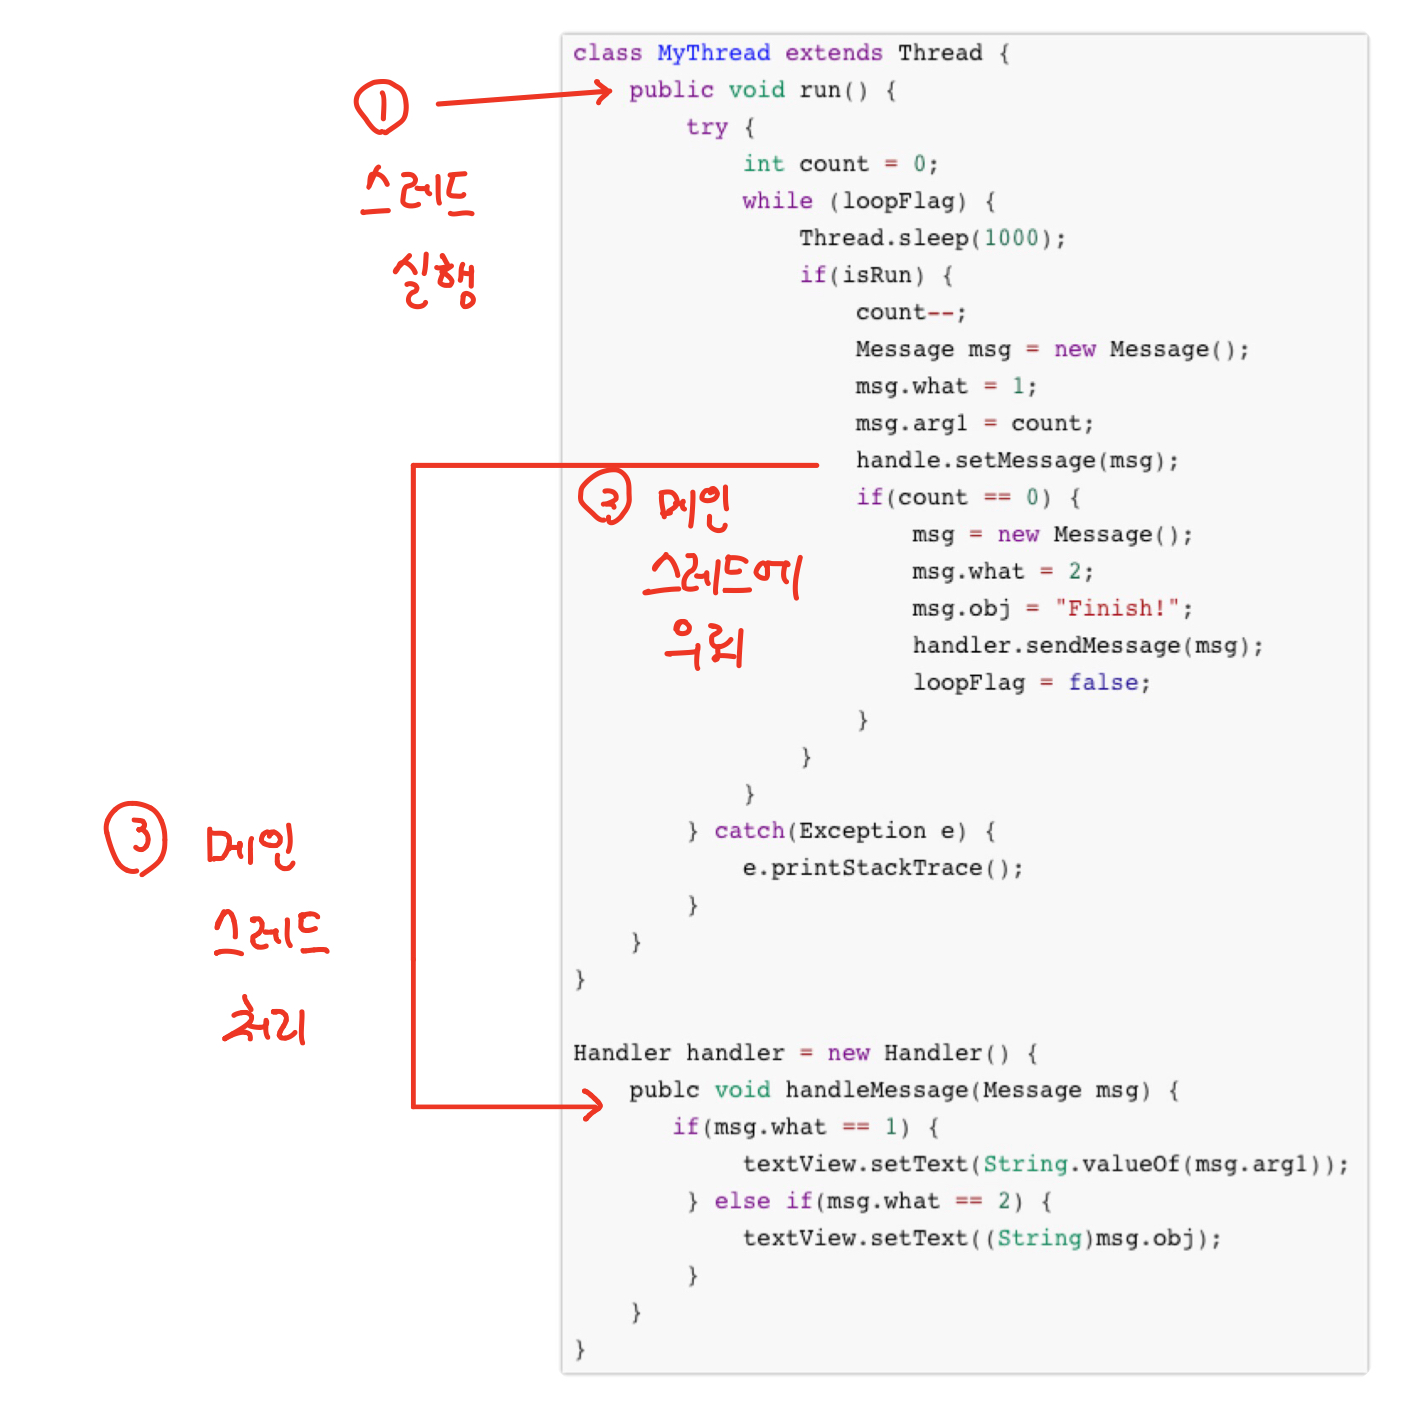 class MyThread extends Thread {
public void run() {
①
try {
int count = 0;
스레드
while (loopFlag) {
Thread.sleep(1000);
실행
if(isRun) {
count--;
Message msg = new Message();
msg.what = 1;
msg.arg1 = count;
handle.setMessage(msg);
② 메인
if(count == 0) {
msg = new Message();
스레드에
msg.what = 2;
msg.obj = "Finish!";
의뢰
handler.sendMessage(msg);
loopFlag = false;
}
}
}
③ 메인
} catch(Exception e) {
e.printStackTrace();
}
스레드
}
}
처리
Handler handler = new Handler() {
publc void handleMessage(Message msg) {
if(msg.what == 1) {
textView.setText(String.valueOf(msg.arg1));
} else if(msg.what == 2) {
textView.setText((String)msg.obj);
}
}
}